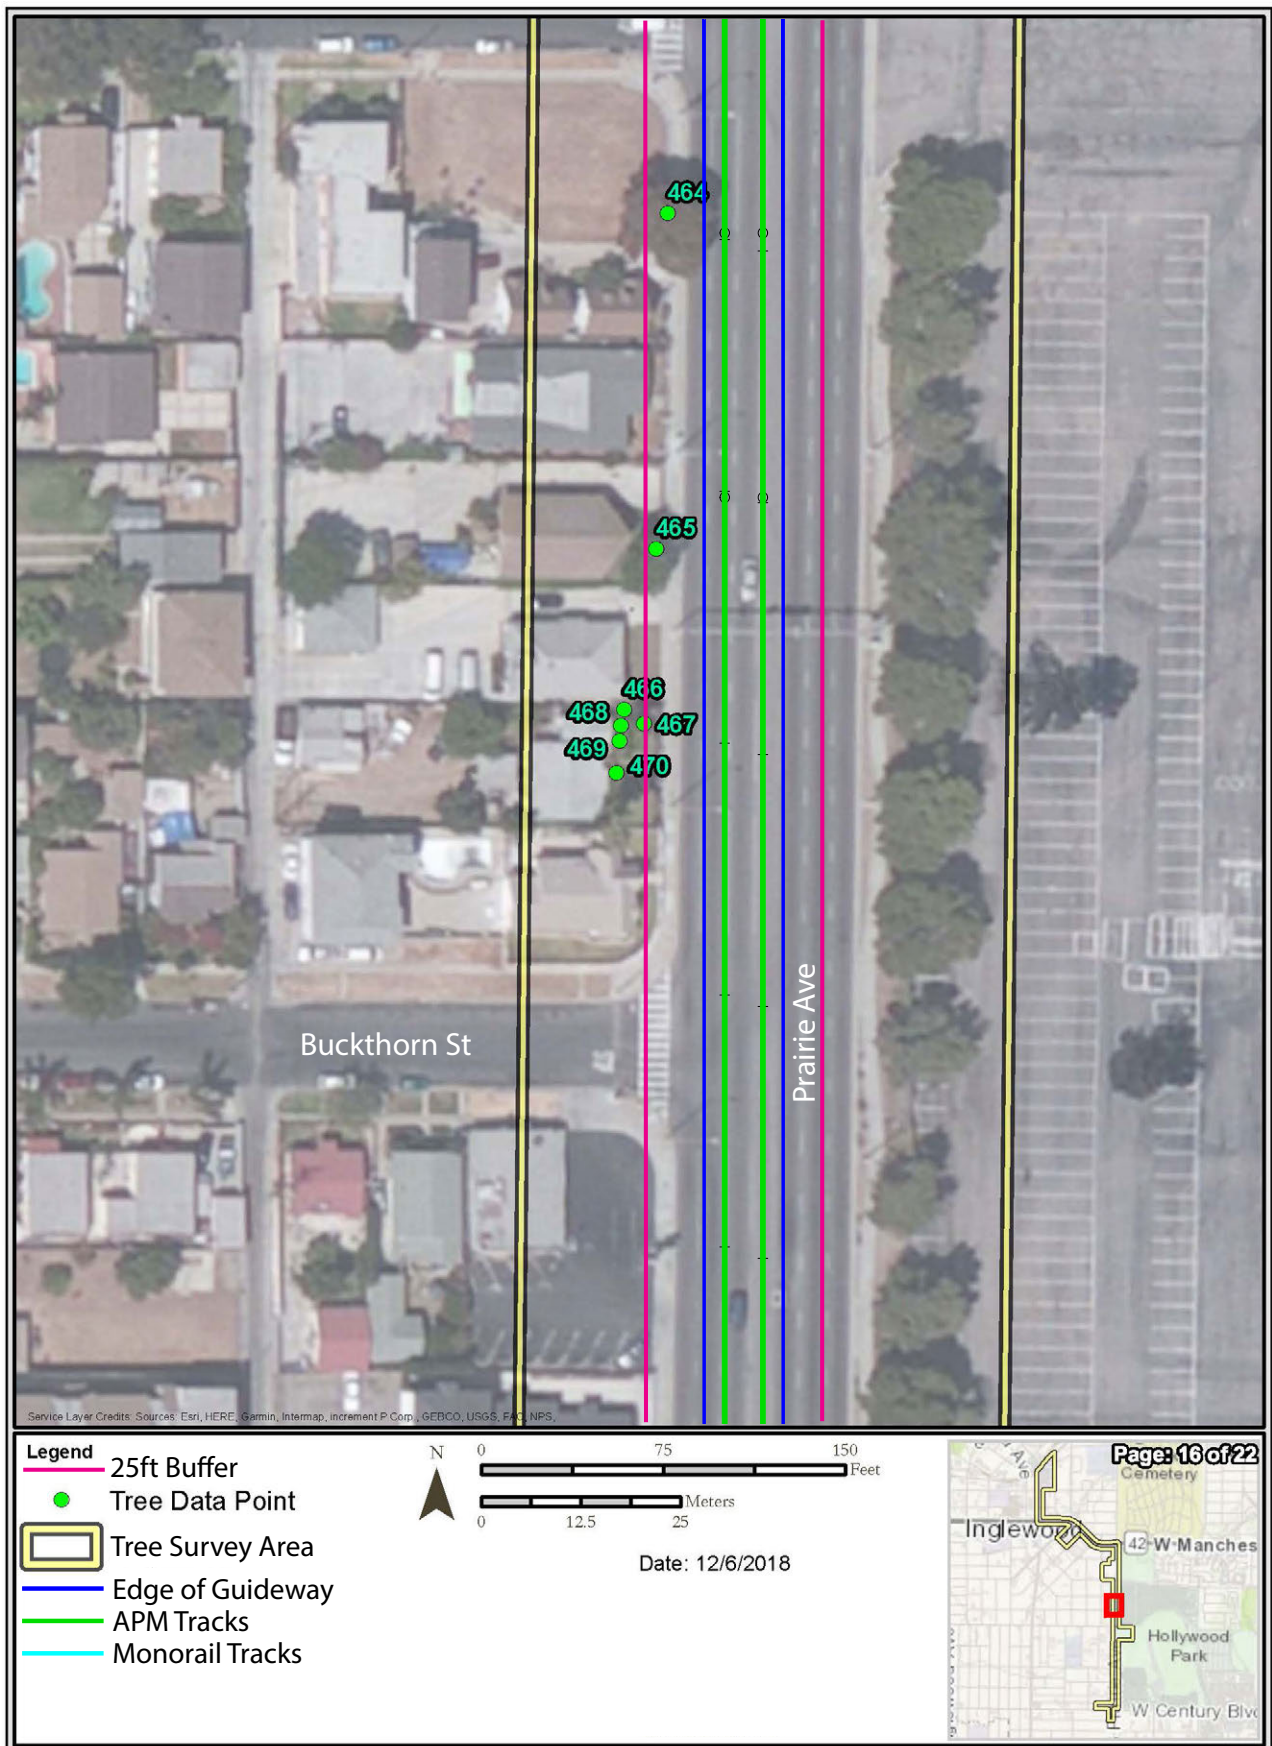 464
465
466
468
467
469
470
Prairie Ave
Buckthorn St
Service Layer Credits: Sources: Esri, HERE, Garmin, Intermap, increment P Corp., GEBCO, USGS, FAO, NPS,
Legend
25ft Buffer
Tree Data Point
Tree Survey Area
Edge of Guideway
APM Tracks
Monorail Tracks
N
0 75 150
Feet
Meters
0 12.5 25
Date: 12/6/2018
Page: 16 of 22
Ave
Cemetery
Inglewood
42 W Manches
Hollywood
Park
W Century Blv